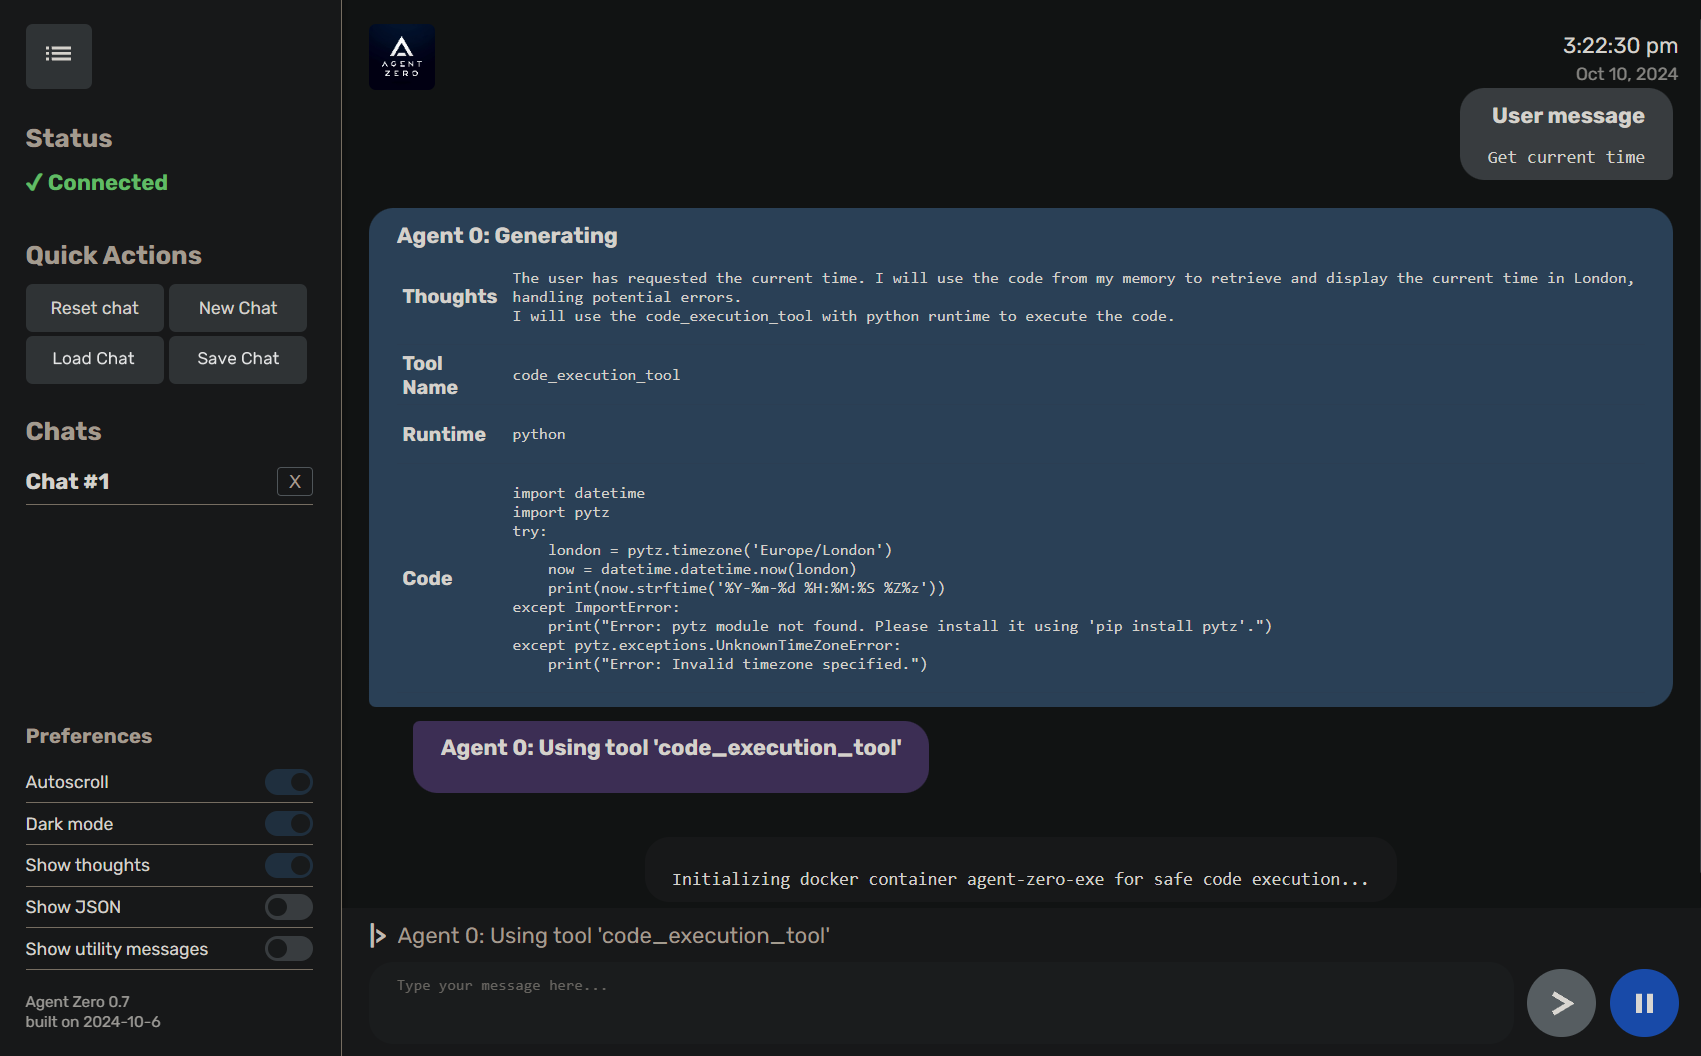 Status
✓ Connected
Quick Actions
Reset chat
New Chat
Load Chat
Save Chat
Chats
Chat #1
X
Preferences
Autoscroll
Dark mode
Show thoughts
Show JSON
Show utility messages
Agent Zero 0.7
built on 2024-10-6
AGENT
ZERO
3:22:30 pm
Oct 10, 2024
User message
Get current time
Agent 0: Generating
Thoughts
The user has requested the current time. I will use the code from my memory to retrieve and display the current time in London,
handling potential errors.
I will use the code_execution_tool with python runtime to execute the code.
Tool
Name
code_execution_tool
Runtime
python
Code
import datetime
import pytz
try:
    london = pytz.timezone('Europe/London')
    now = datetime.datetime.now(london)
    print(now.strftime('%Y-%m-%d %H:%M:%S %Z%z'))
except ImportError:
    print("Error: pytz module not found. Please install it using 'pip install pytz'.")
except pytz.exceptions.UnknownTimeZoneError:
    print("Error: Invalid timezone specified.")
Agent 0: Using tool 'code_execution_tool'
Initializing docker container agent-zero-exe for safe code execution...
|> Agent 0: Using tool 'code_execution_tool'
Type your message here...